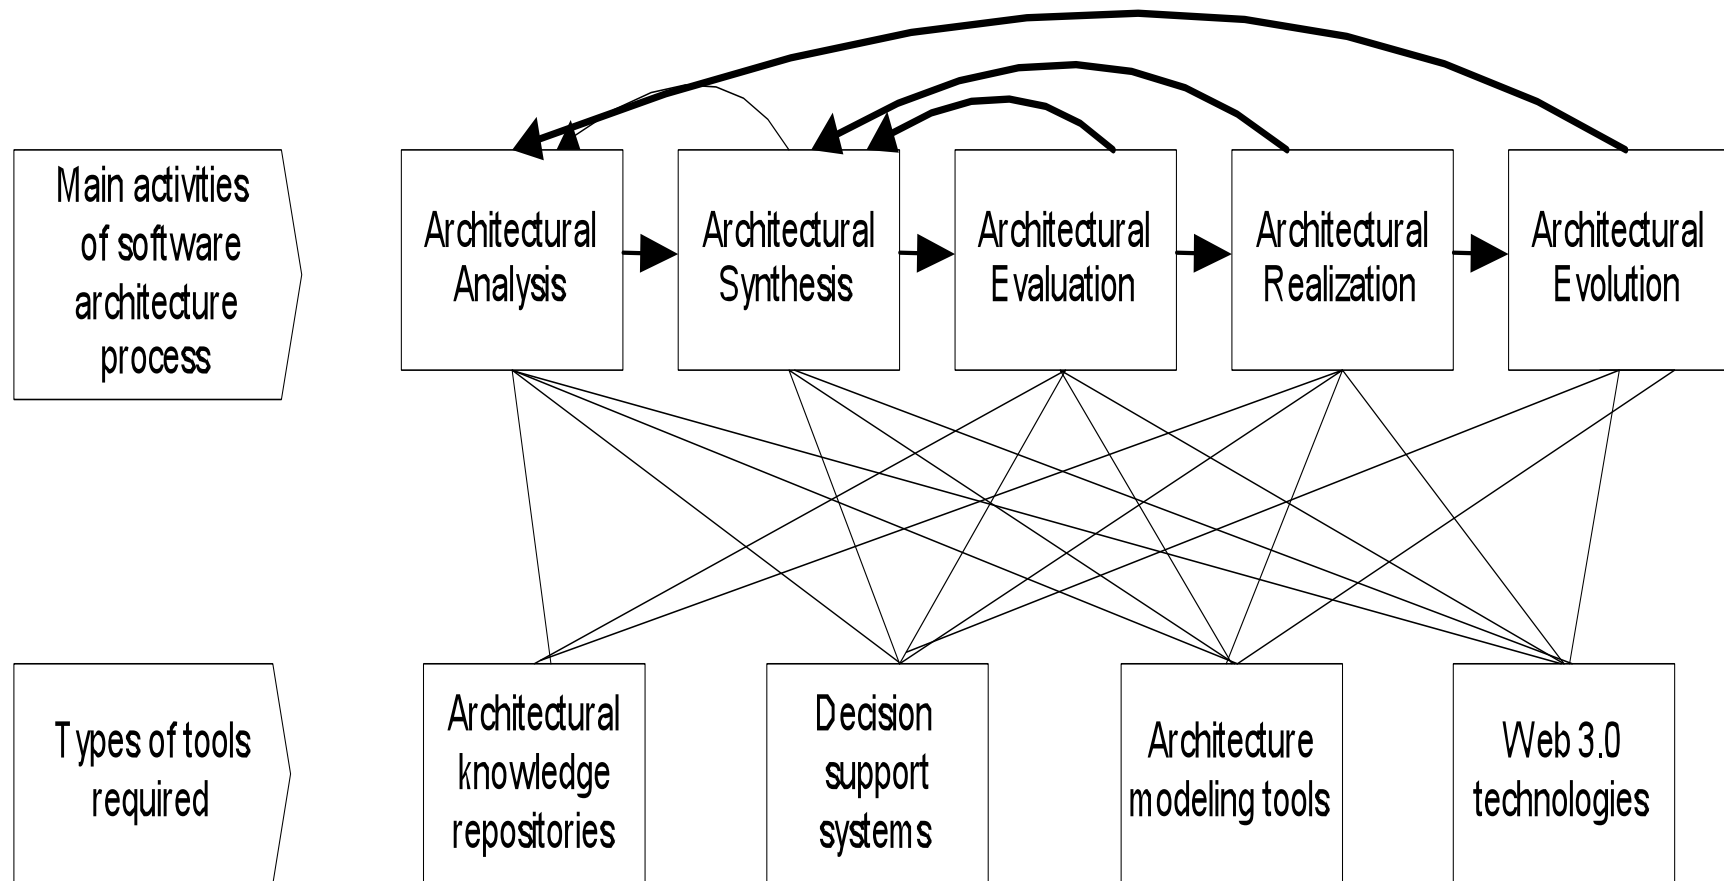 Main activities
of software
architecture
process
Architectural
Analysis
Architectural
Synthesis
Architectural
Evaluation
Architectural
Realization
Architectural
Evolution
Types of tools
required
Architectural
knowledge
repositories
Decision
support
systems
Architecture
modeling tools
Web 3.0
technologies